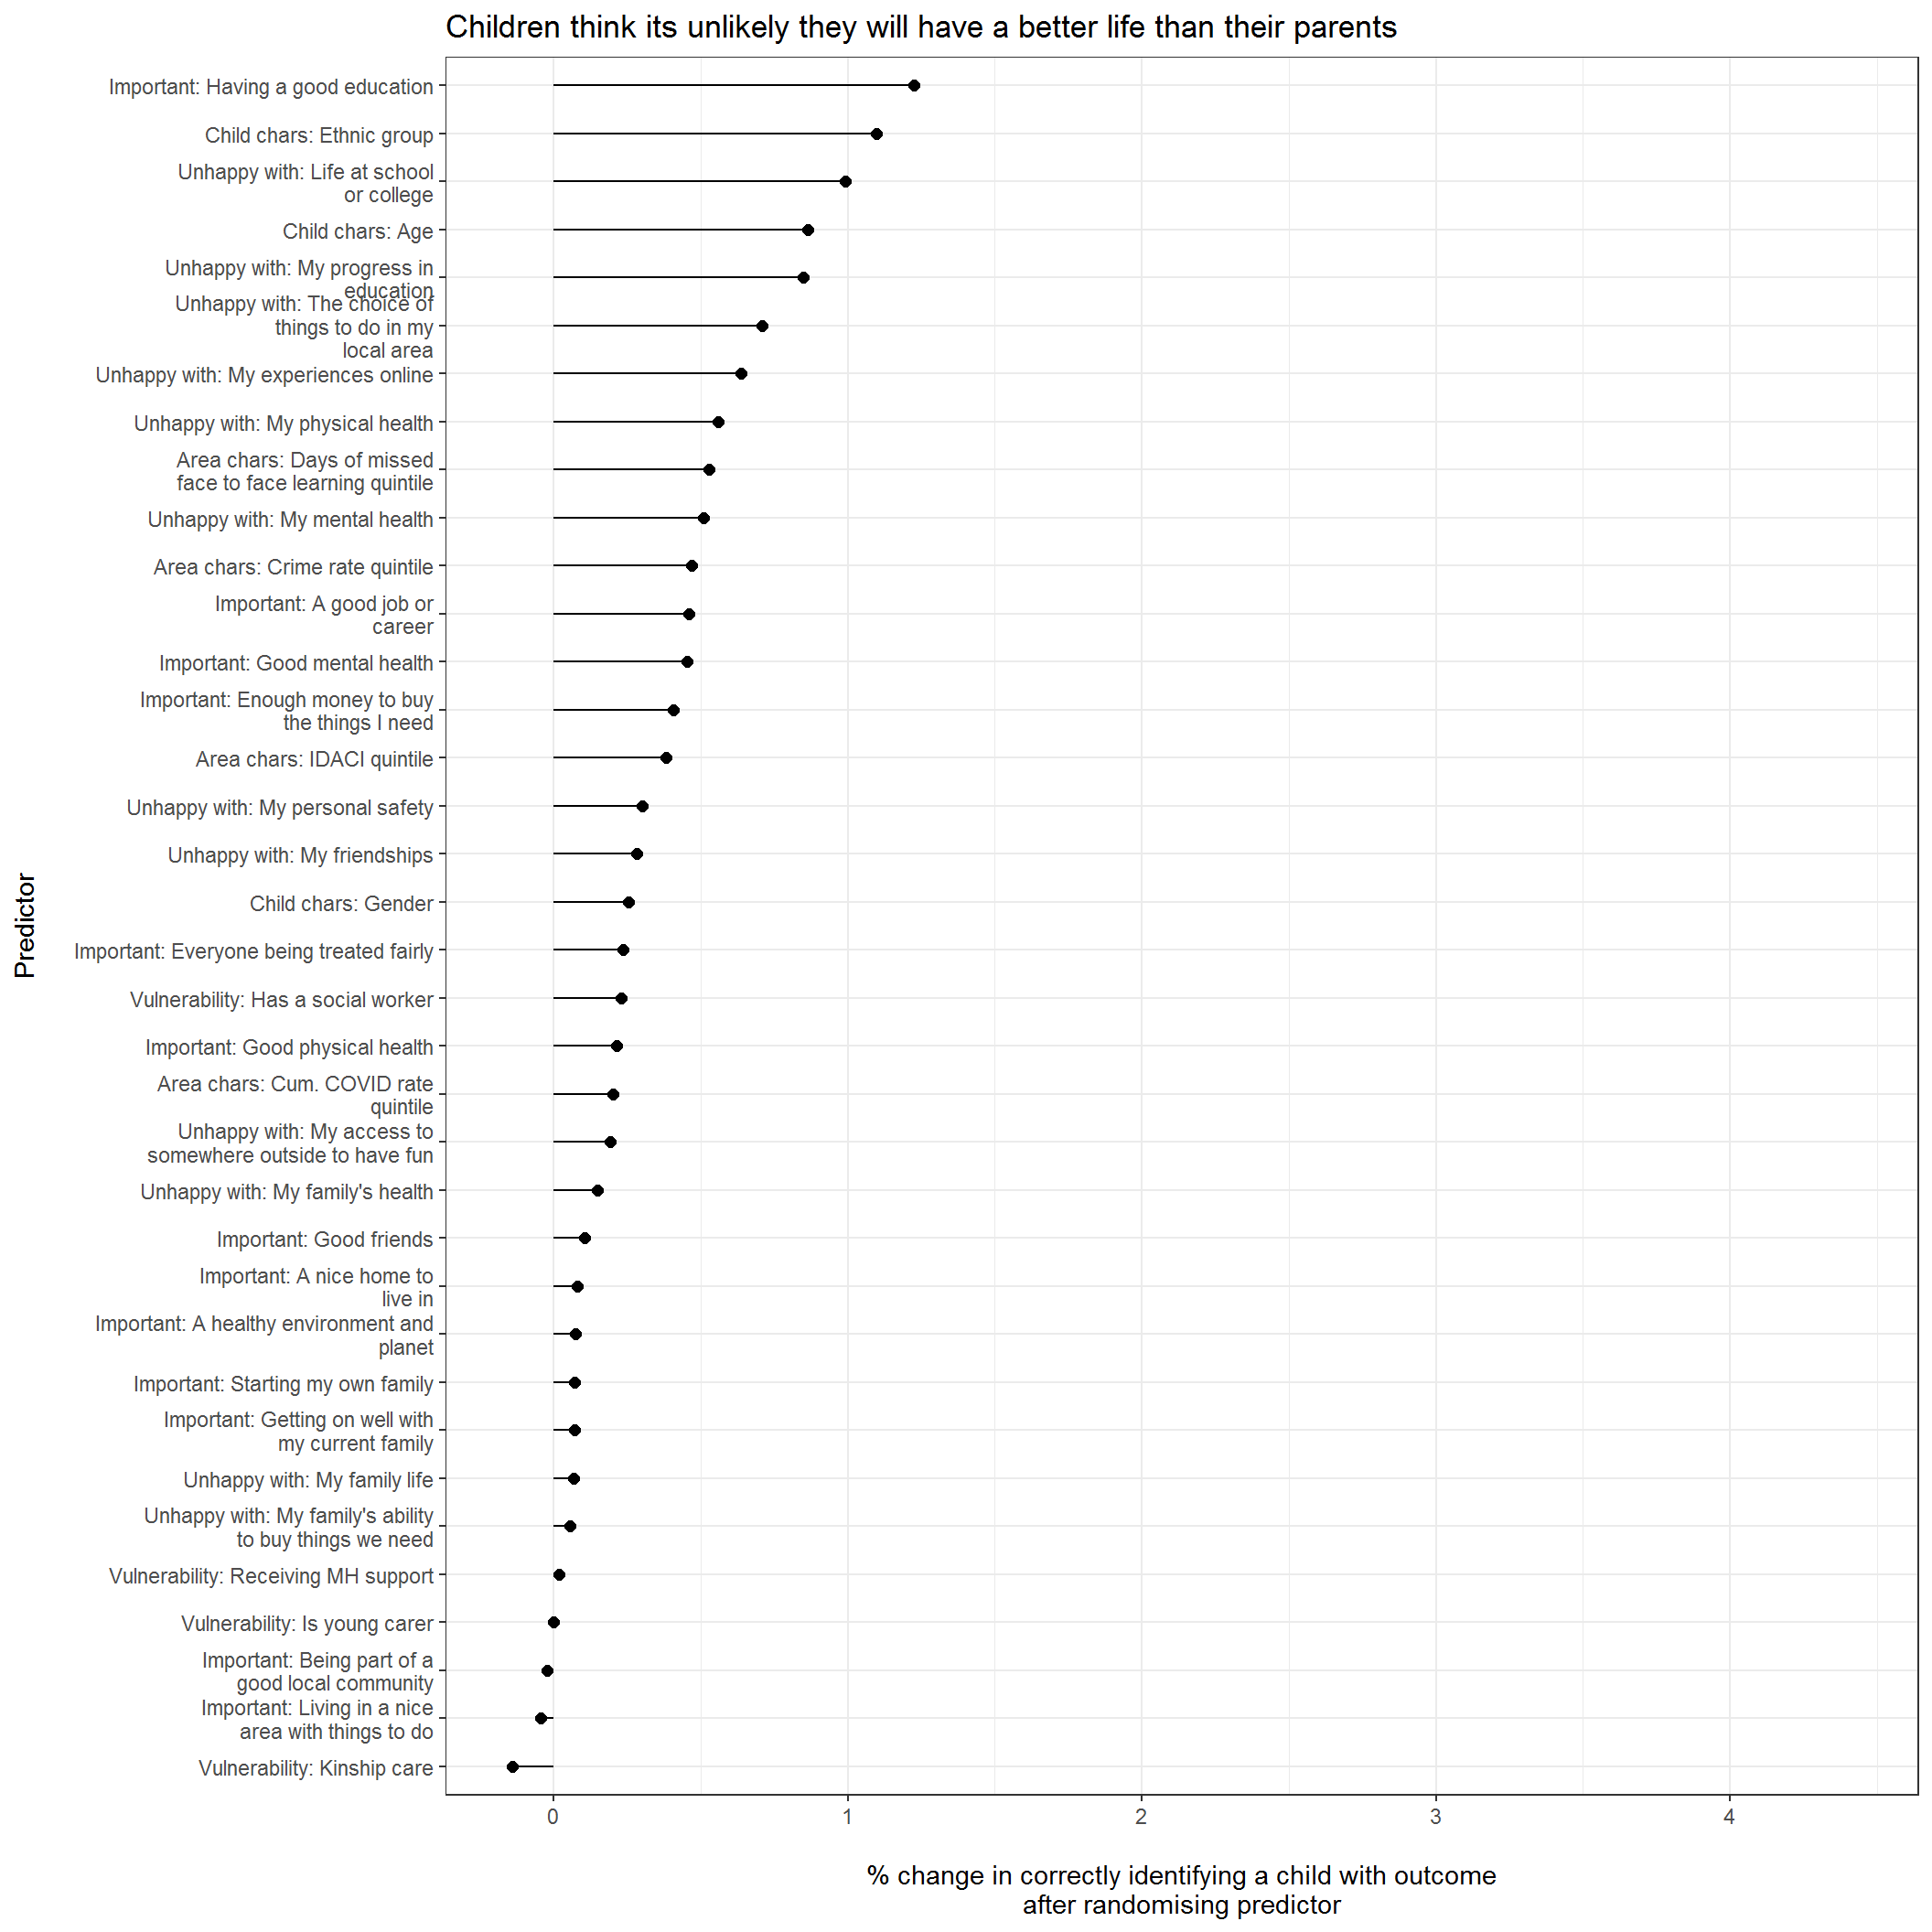 Children think its unlikely they will have a better life than their parents
Important: Having a good education
Child chars: Ethnic group
Unhappy with: Life at school
or college
Child chars: Age
Unhappy with: My progress in
education
Unhappy with: The choice of
things to do in my
local area
Unhappy with: My experiences online
Unhappy with: My physical health
Area chars: Days of missed
face to face learning quintile
Unhappy with: My mental health
Area chars: Crime rate quintile
Important: A good job or
career
Important: Good mental health
Important: Enough money to buy
the things I need
Area chars: IDACI quintile
Unhappy with: My personal safety
Unhappy with: My friendships
Child chars: Gender
Important: Everyone being treated fairly
Vulnerability: Has a social worker
Important: Good physical health
Area chars: Cum. COVID rate
quintile
Unhappy with: My access to
somewhere outside to have fun
Unhappy with: My family's health
Important: Good friends
Important: A nice home to
live in
Important: A healthy environment and
planet
Important: Starting my own family
Important: Getting on well with
my current family
Unhappy with: My family life
Unhappy with: My family's ability
to buy things we need
Vulnerability: Receiving MH support
Vulnerability: Is young carer
Important: Being part of a
good local community
Important: Living in a nice
area with things to do
Vulnerability: Kinship care
Predictor
0 1 2 3 4
% change in correctly identifying a child with outcome
after randomising predictor